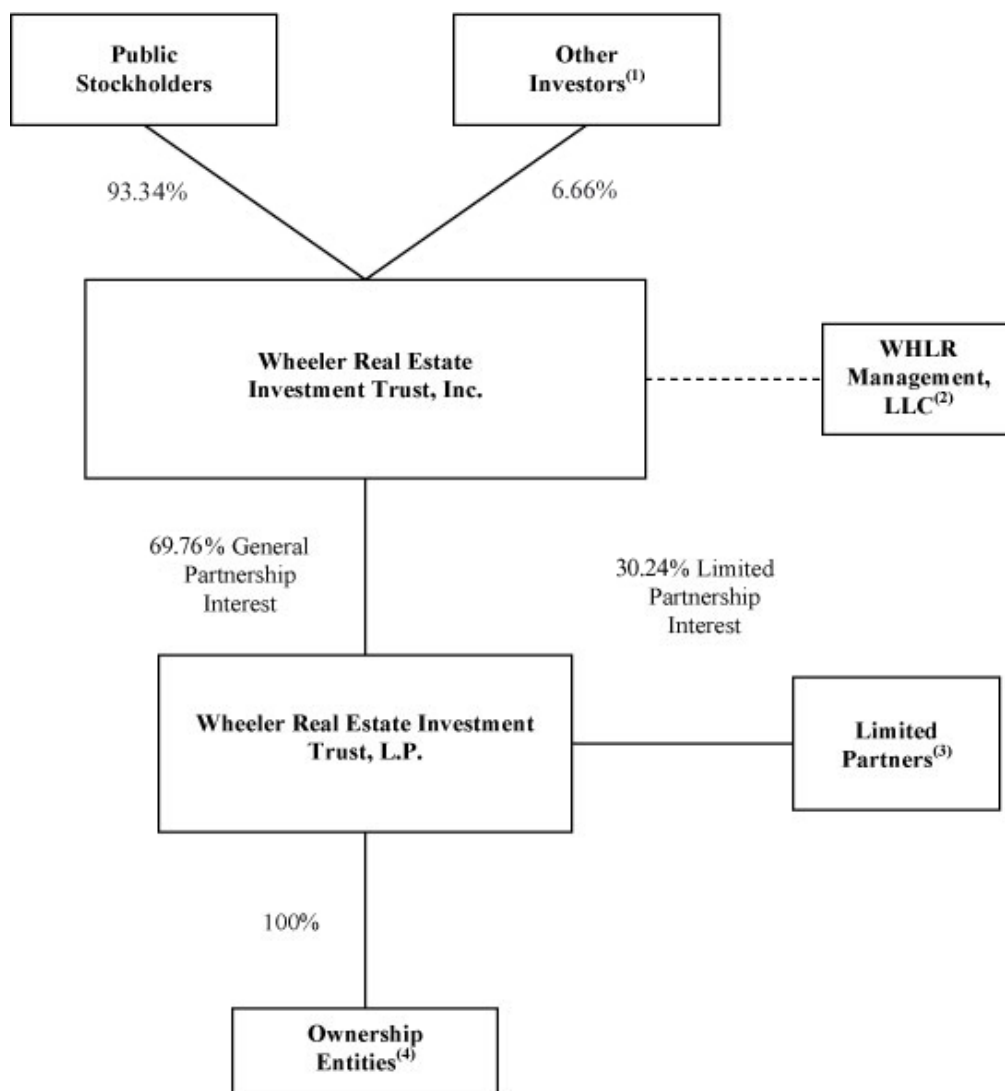 Public
Stockholders
Other
Investors(1)
93.34%
6.66%
Wheeler Real Estate
Investment Trust, Inc.
WHLR
Management,
LLC(2)
69.76% General
Partnership
Interest
30.24% Limited
Partnership
Interest
Wheeler Real Estate Investment
Trust, L.P.
Limited
Partners(3)
100%
Ownership
Entities(4)